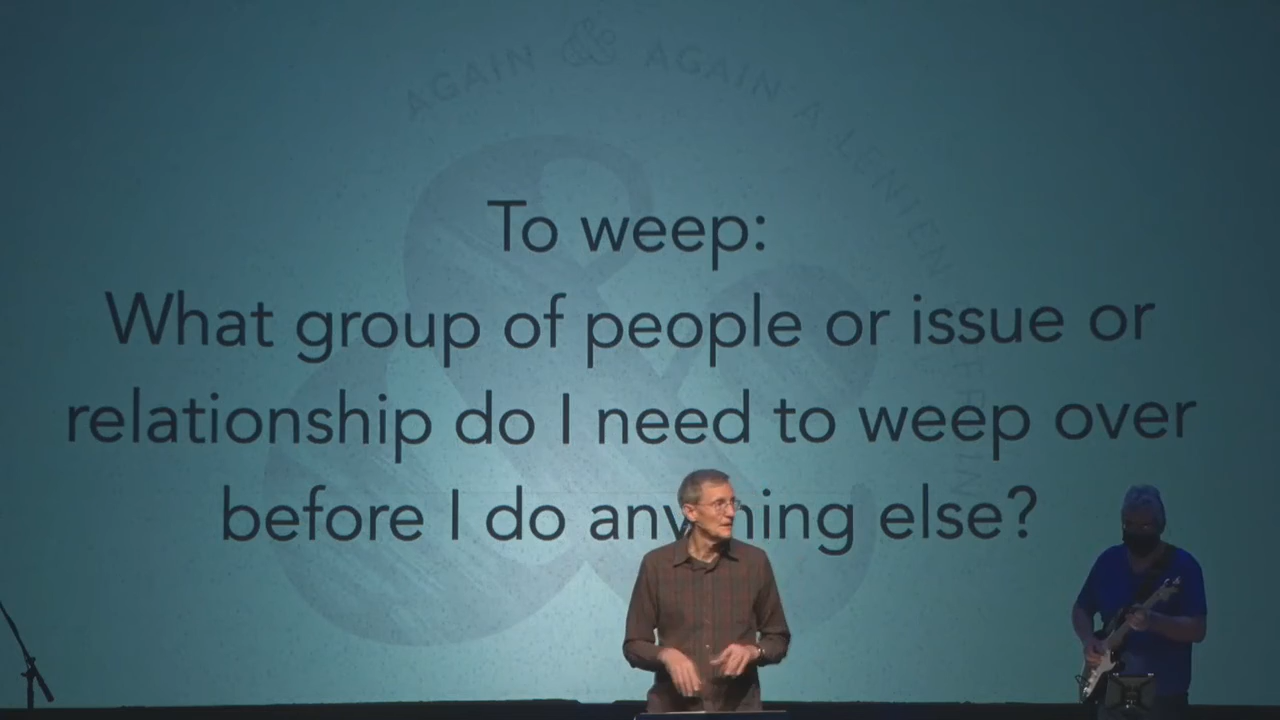 AGAIN & AGAIN A LENTEN
To weep:
What group of people or issue or
relationship do I need to weep over
before I do anything else?